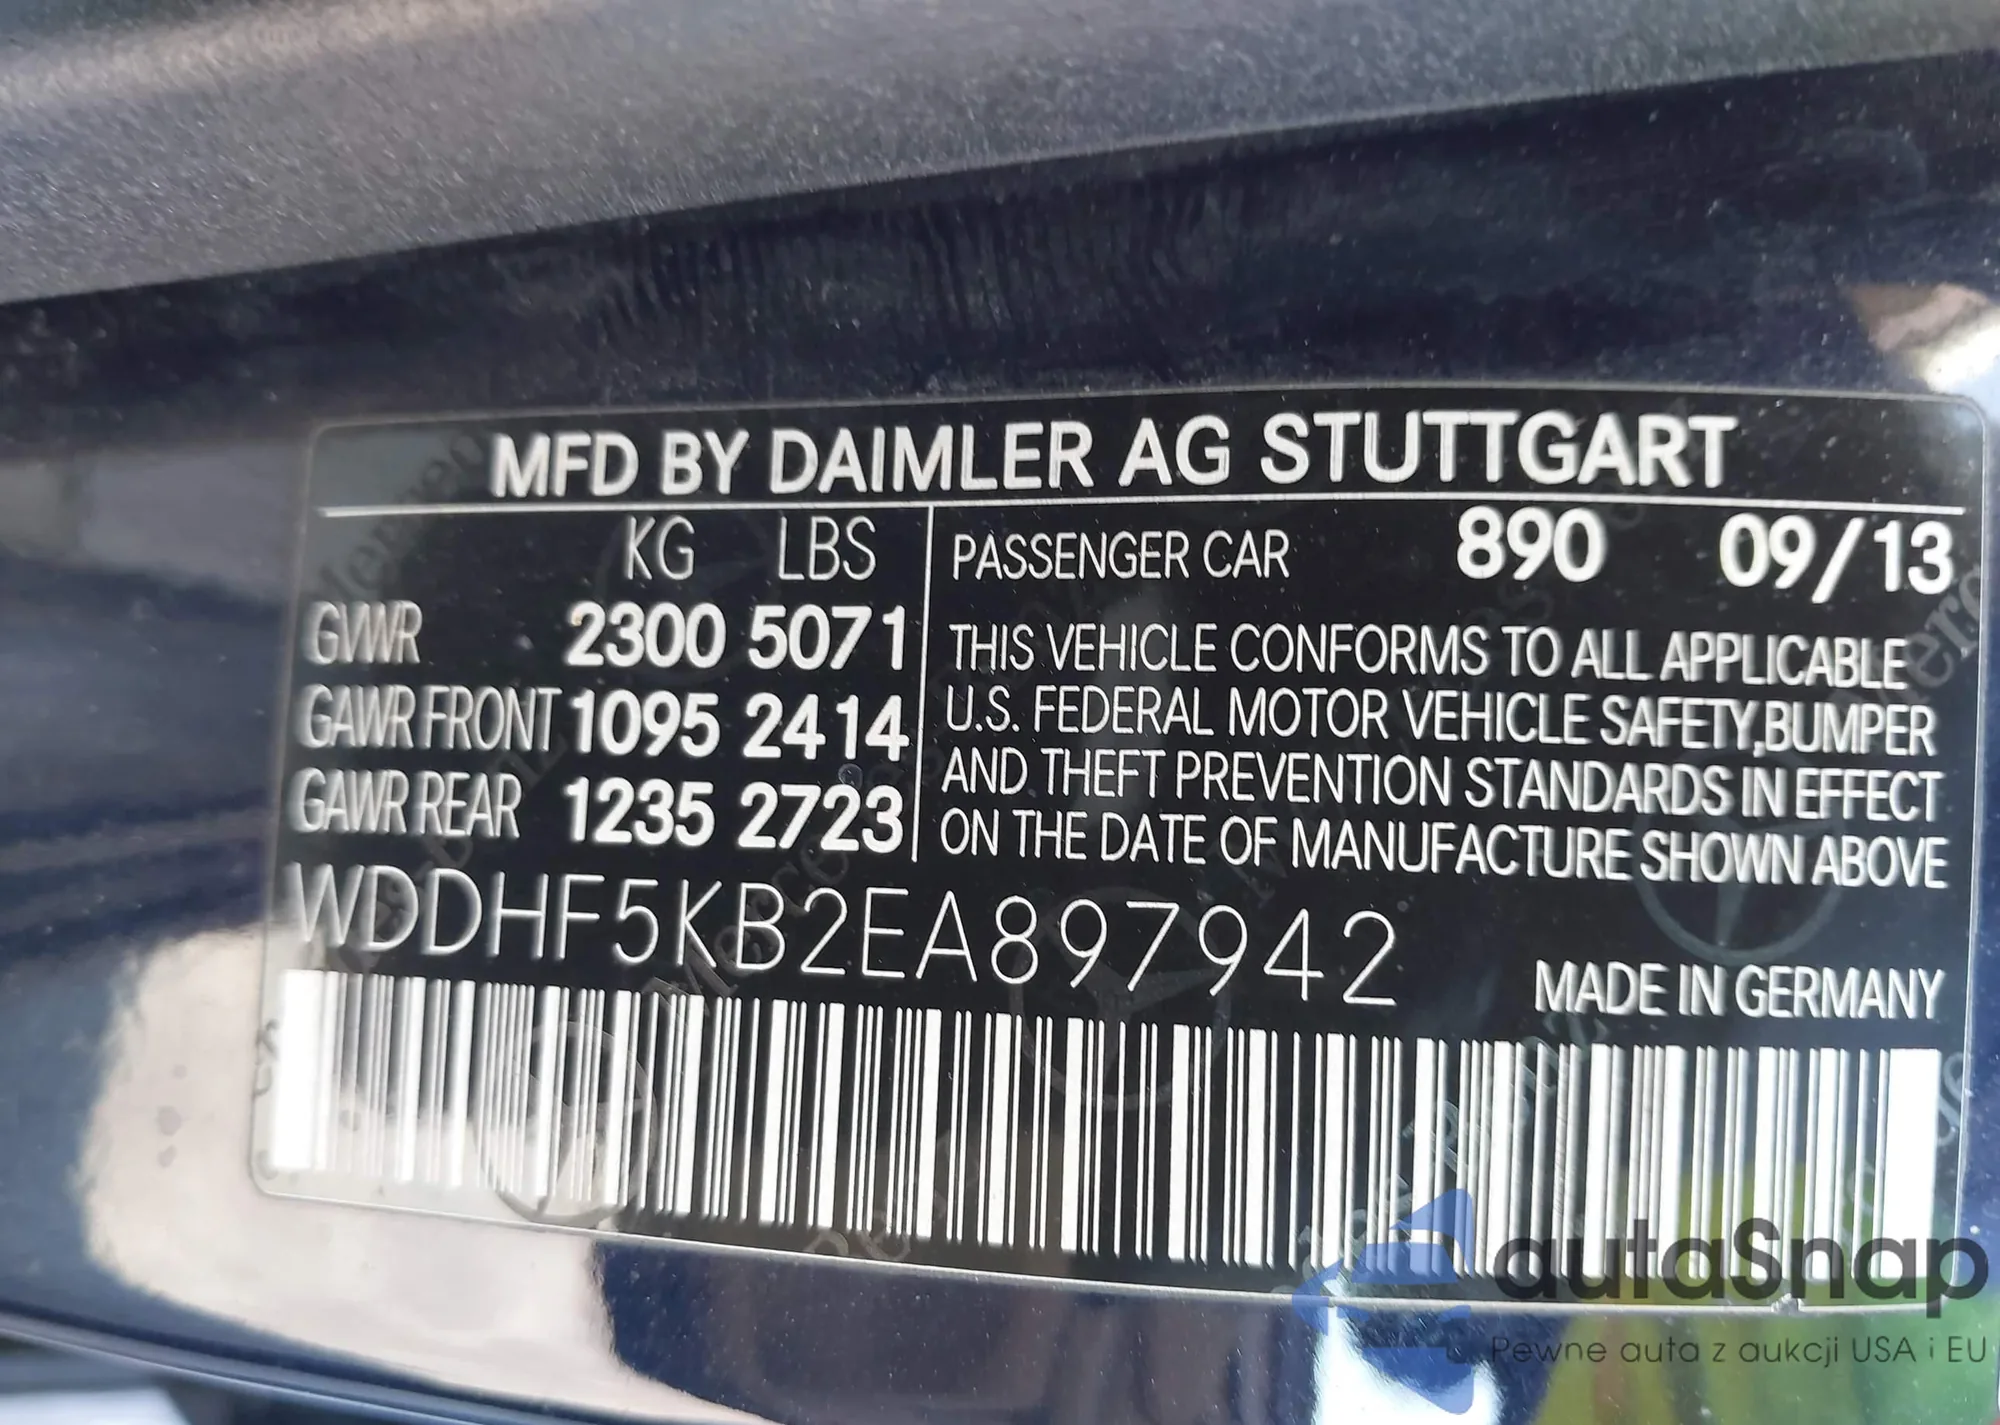 MFD BY DAIMLER AG STUTTGART
KG LBS
GVWR 2300 5071
GAWR FRONT 1095 2414
GAWR REAR 1235 2723
PASSENGER CAR 890 09/13
THIS VEHICLE CONFORMS TO ALL APPLICABLE
U.S. FEDERAL MOTOR VEHICLE SAFETY,BUMPER
AND THEFT PREVENTION STANDARDS IN EFFECT
ON THE DATE OF MANUFACTURE SHOWN ABOVE
WDDHF5KB2EA897942
MADE IN GERMANY
autaSnap
Pewne auta z aukcji USA i EU